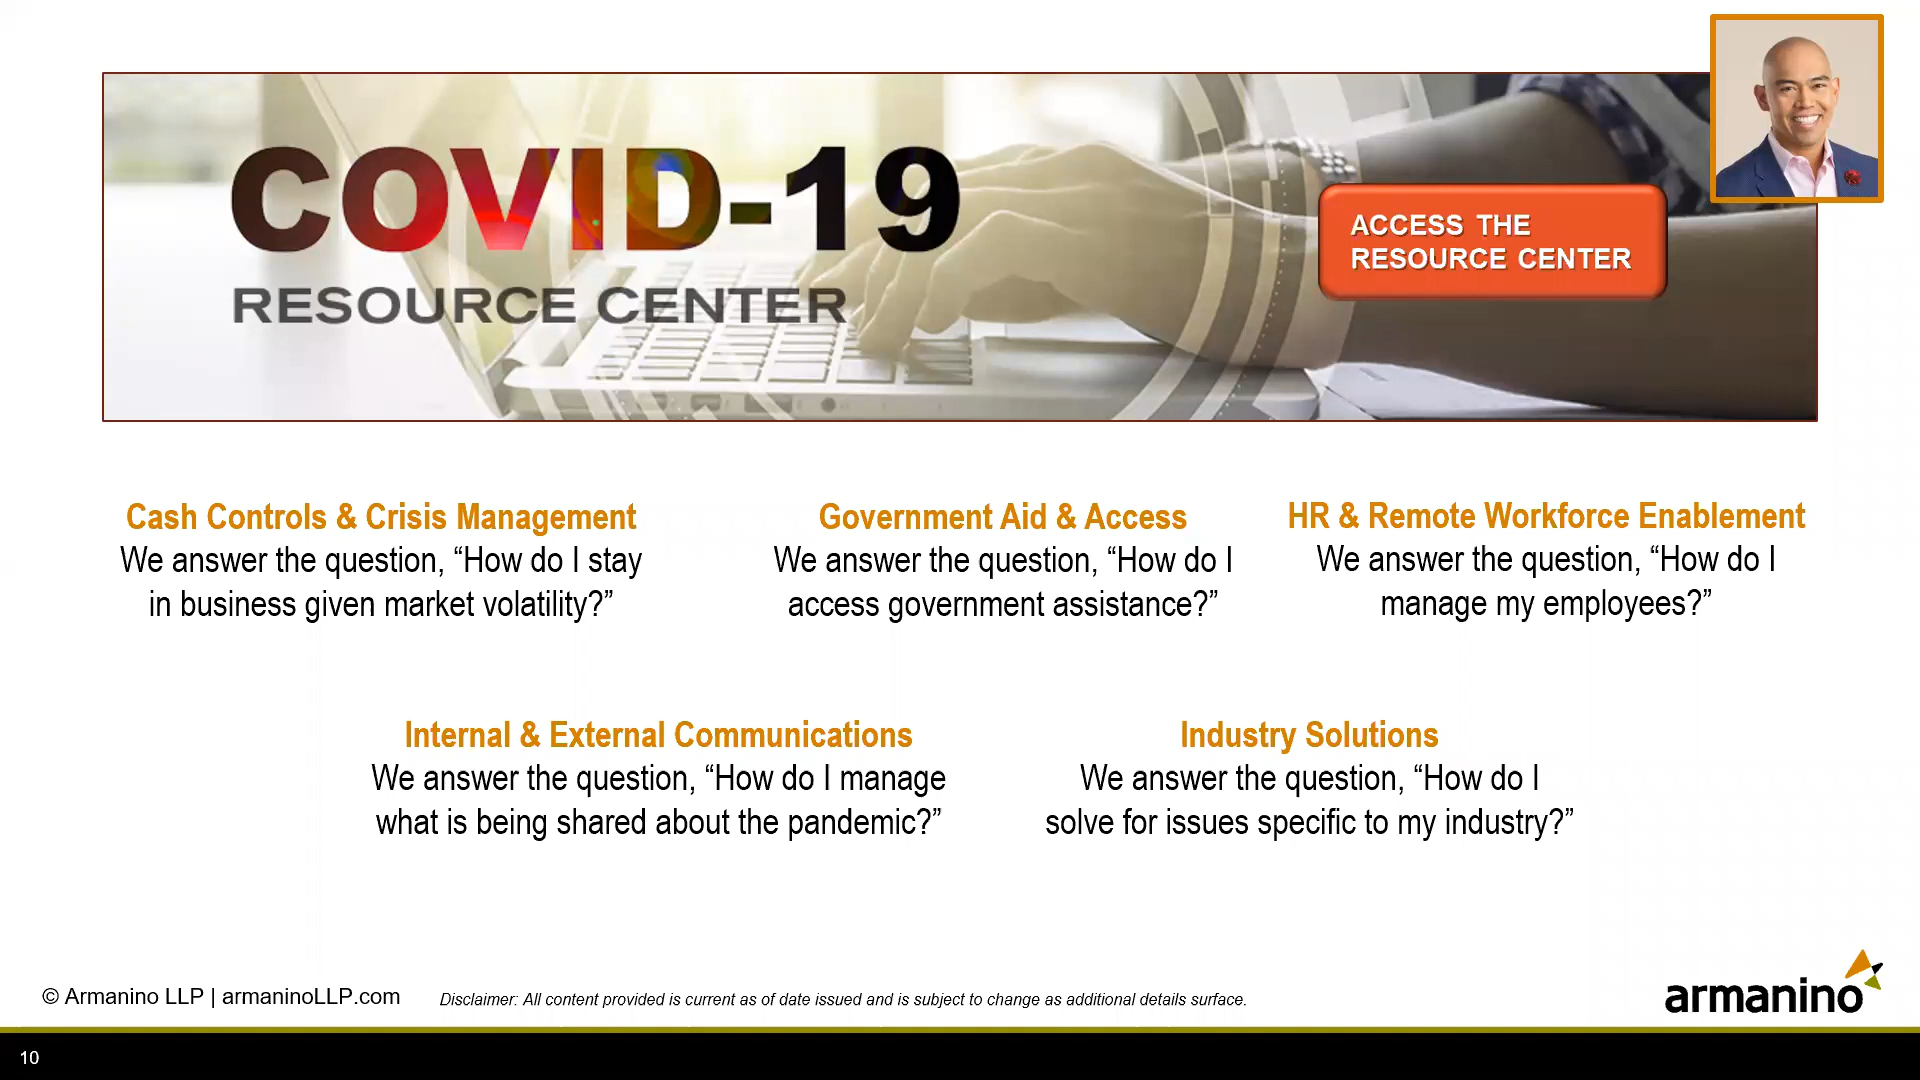 COVID-19
RESOURCE CENTER
ACCESS THE
RESOURCE CENTER
Cash Controls & Crisis Management
We answer the question, “How do I stay
in business given market volatility?”
Government Aid & Access
We answer the question, “How do I
access government assistance?”
HR & Remote Workforce Enablement
We answer the question, “How do I
manage my employees?”
Internal & External Communications
We answer the question, “How do I manage
what is being shared about the pandemic?”
Industry Solutions
We answer the question, “How do I
solve for issues specific to my industry?”
© Armanino LLP | armaninoLLP.com
Disclaimer: All content provided is current as of date issued and is subject to change as additional details surface.
armanino
10